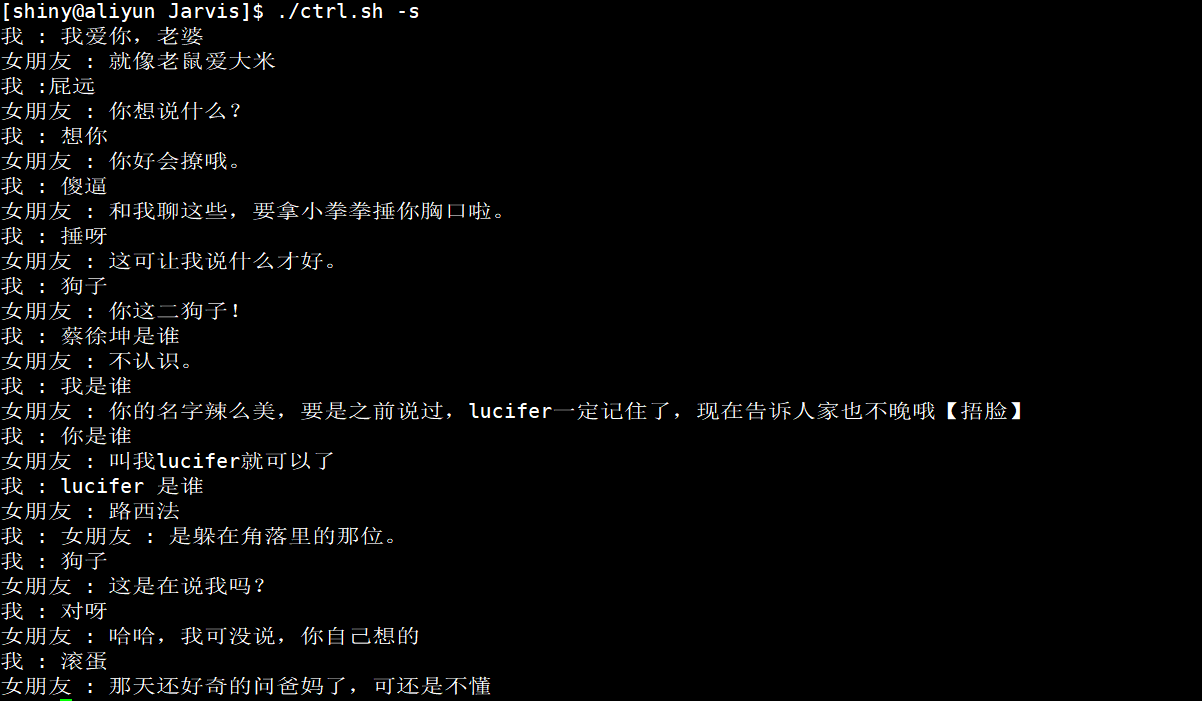 [shiny@aliyun Jarvis]$ ./ctrl.sh -s
我 : 我爱你，老婆
女朋友 : 就像老鼠爱大米
我 :屁远
女朋友 : 你想说什么？
我 : 想你
女朋友 : 你好会撩哦。
我 : 傻逼
女朋友 : 和我聊这些，要拿小拳拳捶你胸口啦。
我 : 捶呀
女朋友 : 这可让我说什么才好。
我 : 狗子
女朋友 : 你这二狗子！
我 : 蔡徐坤是谁
女朋友 : 不认识。
我 : 我是谁
女朋友 : 你的名字辣么美，要是之前说过，lucifer一定记住了，现在告诉人家也不晚哦【捂脸】
我 : 你是谁
女朋友 : 叫我lucifer就可以了
我 : lucifer 是谁
女朋友 : 路西法
我 : 女朋友 : 是躲在角落里的那位。
我 : 狗子
女朋友 : 这是在说我吗？
我 : 对呀
女朋友 : 哈哈，我可没说，你自己想的
我 : 滚蛋
女朋友 : 那天还好奇的问爸妈了，可还是不懂